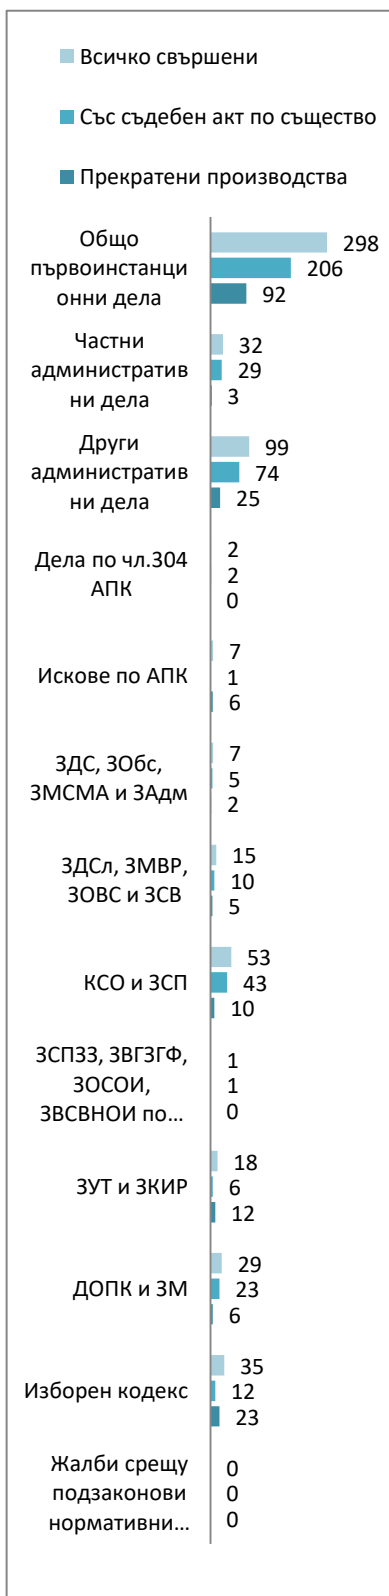 Всичко свършени
Със съдебен акт по същество
Прекратени производства
Общо
първоинстанци
онни дела
298
206
92
Частни
административ
ни дела
32
29
3
Други
административ
ни дела
99
74
25
Дела по чл.304
АПК
2
2
0
Искове по АПК
7
1
6
ЗДС, ЗОбс,
ЗМСМА и ЗАдм
7
5
2
ЗДСл, ЗМВР,
ЗОВС и ЗСВ
15
10
5
КСО и ЗСП
53
43
10
ЗСПЗЗ, ЗВГЗГФ,
ЗОСОИ,
ЗВСВНОИ по…
1
1
0
ЗУТ и ЗКИР
18
6
12
ДОПК и ЗМ
29
23
6
Изборен кодекс
35
12
23
Жалби срещу
подзаконови
нормативни…
0
0
0